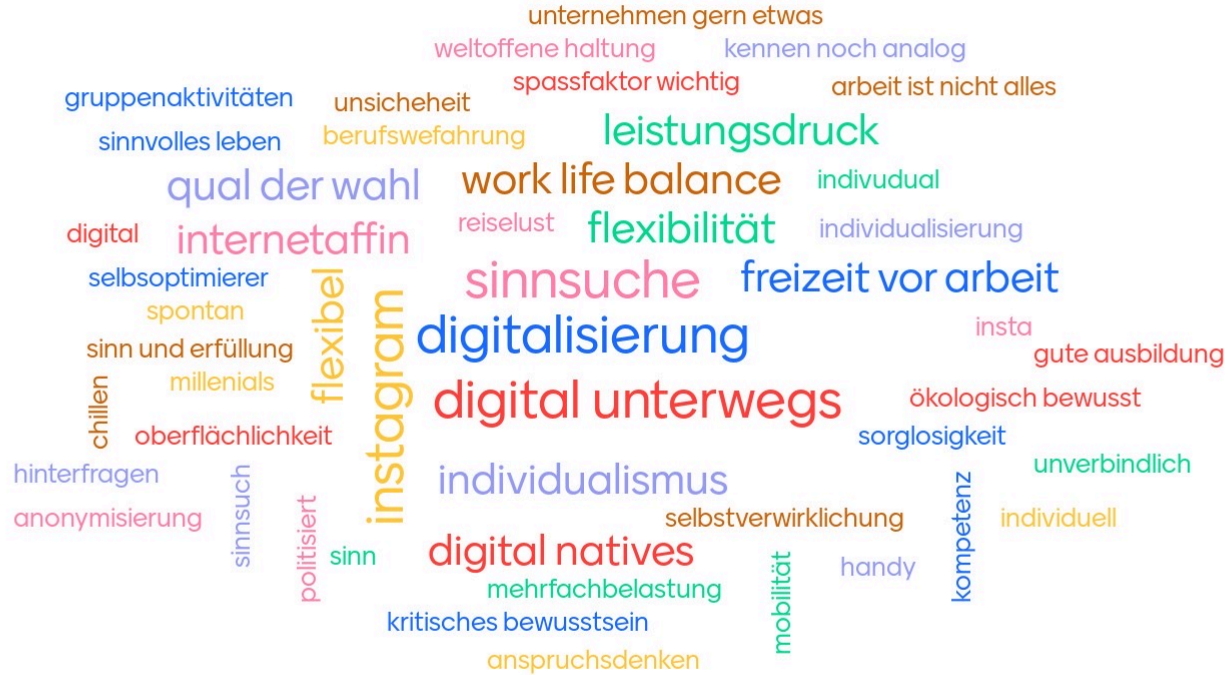 unternehmen gern etwas
weltoffene haltung
kennen noch analog
spassfaktor wichtig
arbeit ist nicht alles
gruppenaktivitäten
unsicheheit
berufswefahrung
leistungsdruck
sinnvolles leben
qual der wahl
work life balance
indivudual
digital
internetaffin
reiselust
flexibilität
individualisierung
selbsoptimierer
sinnsuche
freizeit vor arbeit
spontan
flexibel
instagram
digitalisierung
insta
sinn und erfüllung
gute ausbildung
millenials
chillen
digital unterwegs
ökologisch bewusst
oberflächlichkeit
sorglosigkeit
hinterfragen
sinnsuch
individualismus
unverbindlich
anonymisierung
politisiert
selbstverwirklichung
kompetenz
individuell
sinn
digital natives
mobilität
handy
mehrfachbelastung
kritisches bewusstsein
anspruchsdenken